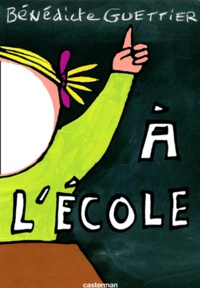 BÉNÉDICTE GUETTIER
À
L'ÉCOLE
casterman